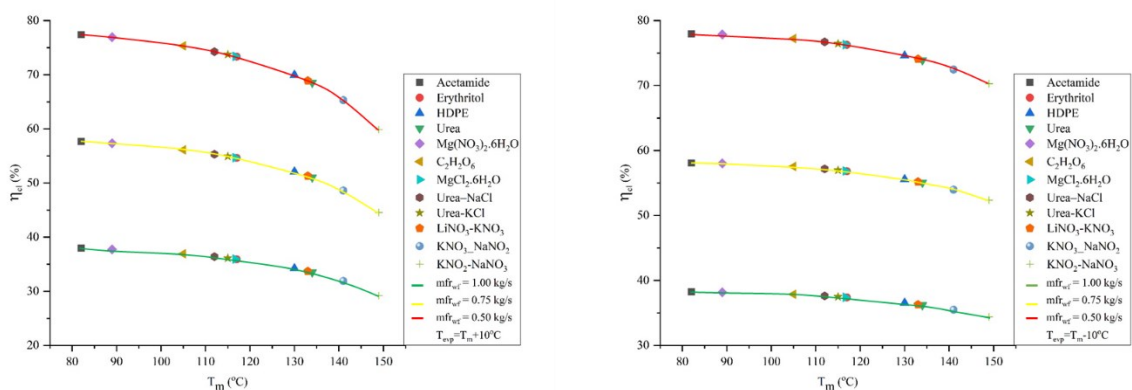 80
70
60
50
40
30
20
η_el (%)
80 90 100 110 120 130 140 150
T_m (°C)
Acetamide
Erythritol
HDPE
Urea
Mg(NO₃)₂.6H₂O
C₂H₂O₆
MgCl₂.6H₂O
Urea–NaCl
Urea-KCl
LiNO₃-KNO₃
KNO₃_NaNO₂
KNO₂-NaNO₃
mfr_wf = 1.00 kg/s
mfr_wf = 0.75 kg/s
mfr_wf = 0.50 kg/s
T_evp=T_m+10°C
80
70
60
50
40
30
η_el (%)
80 90 100 110 120 130 140 150
T_m (°C)
Acetamide
Erythritol
HDPE
Urea
Mg(NO₃)₂.6H₂O
C₂H₂O₆
MgCl₂.6H₂O
Urea–NaCl
Urea-KCl
LiNO₃-KNO₃
KNO₃_NaNO₂
KNO₂-NaNO₃
mfr_wf = 1.00 kg/s
mfr_wf = 0.75 kg/s
mfr_wf = 0.50 kg/s
T_evp=T_m-10°C